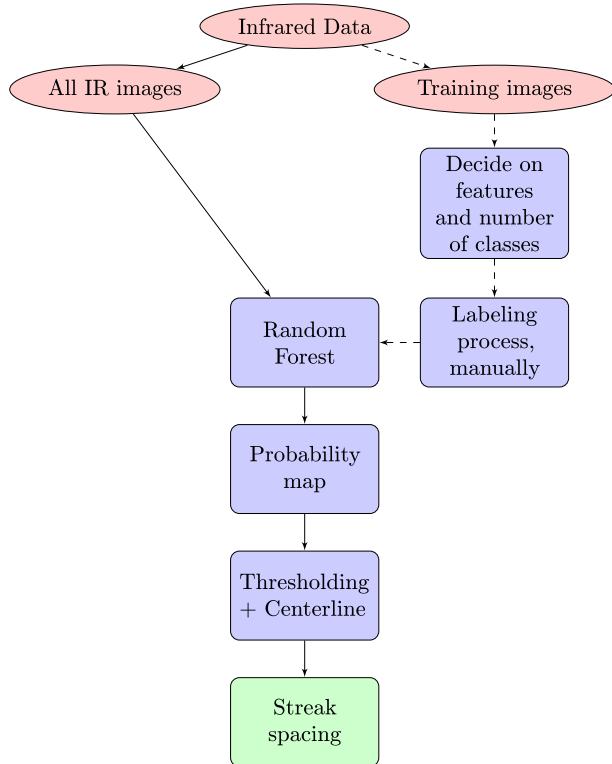 Infrared Data
All IR images
Training images
Decide on
features
and number
of classes
Labeling
process,
manually
Random
Forest
Probability
map
Thresholding
+ Centerline
Streak
spacing